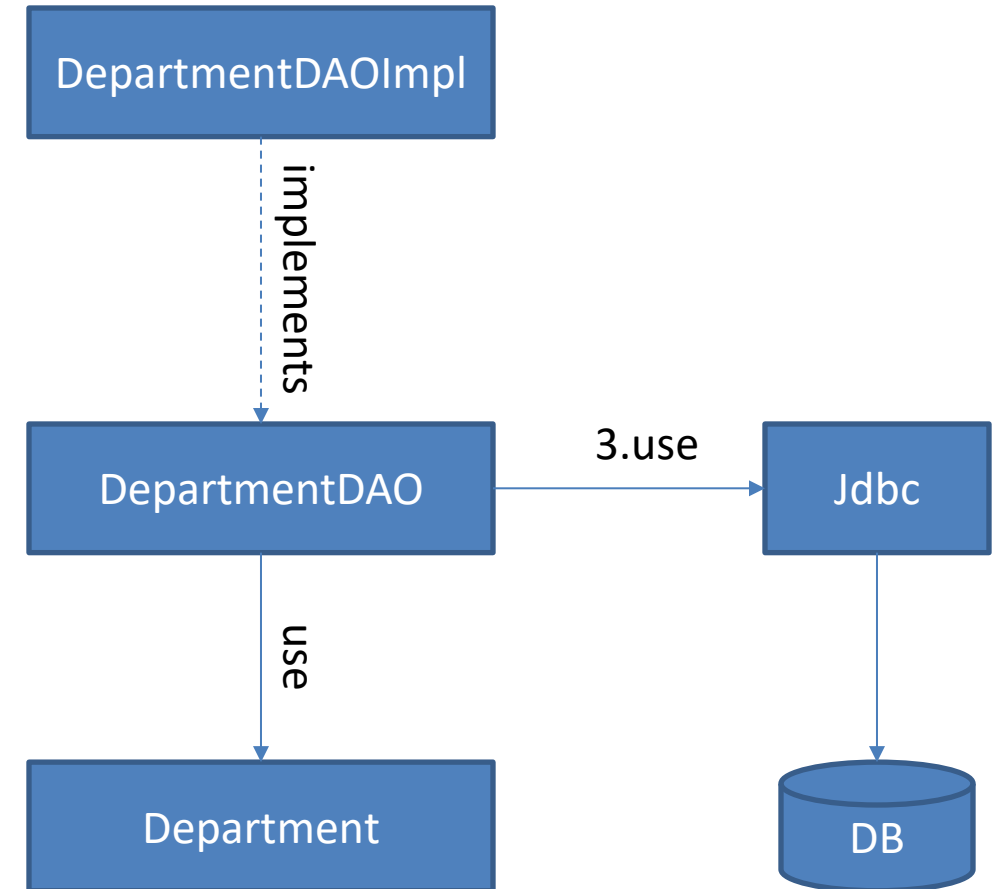 DepartmentDAOImpl
implements
DepartmentDAO
3.use
Jdbc
use
Department
DB